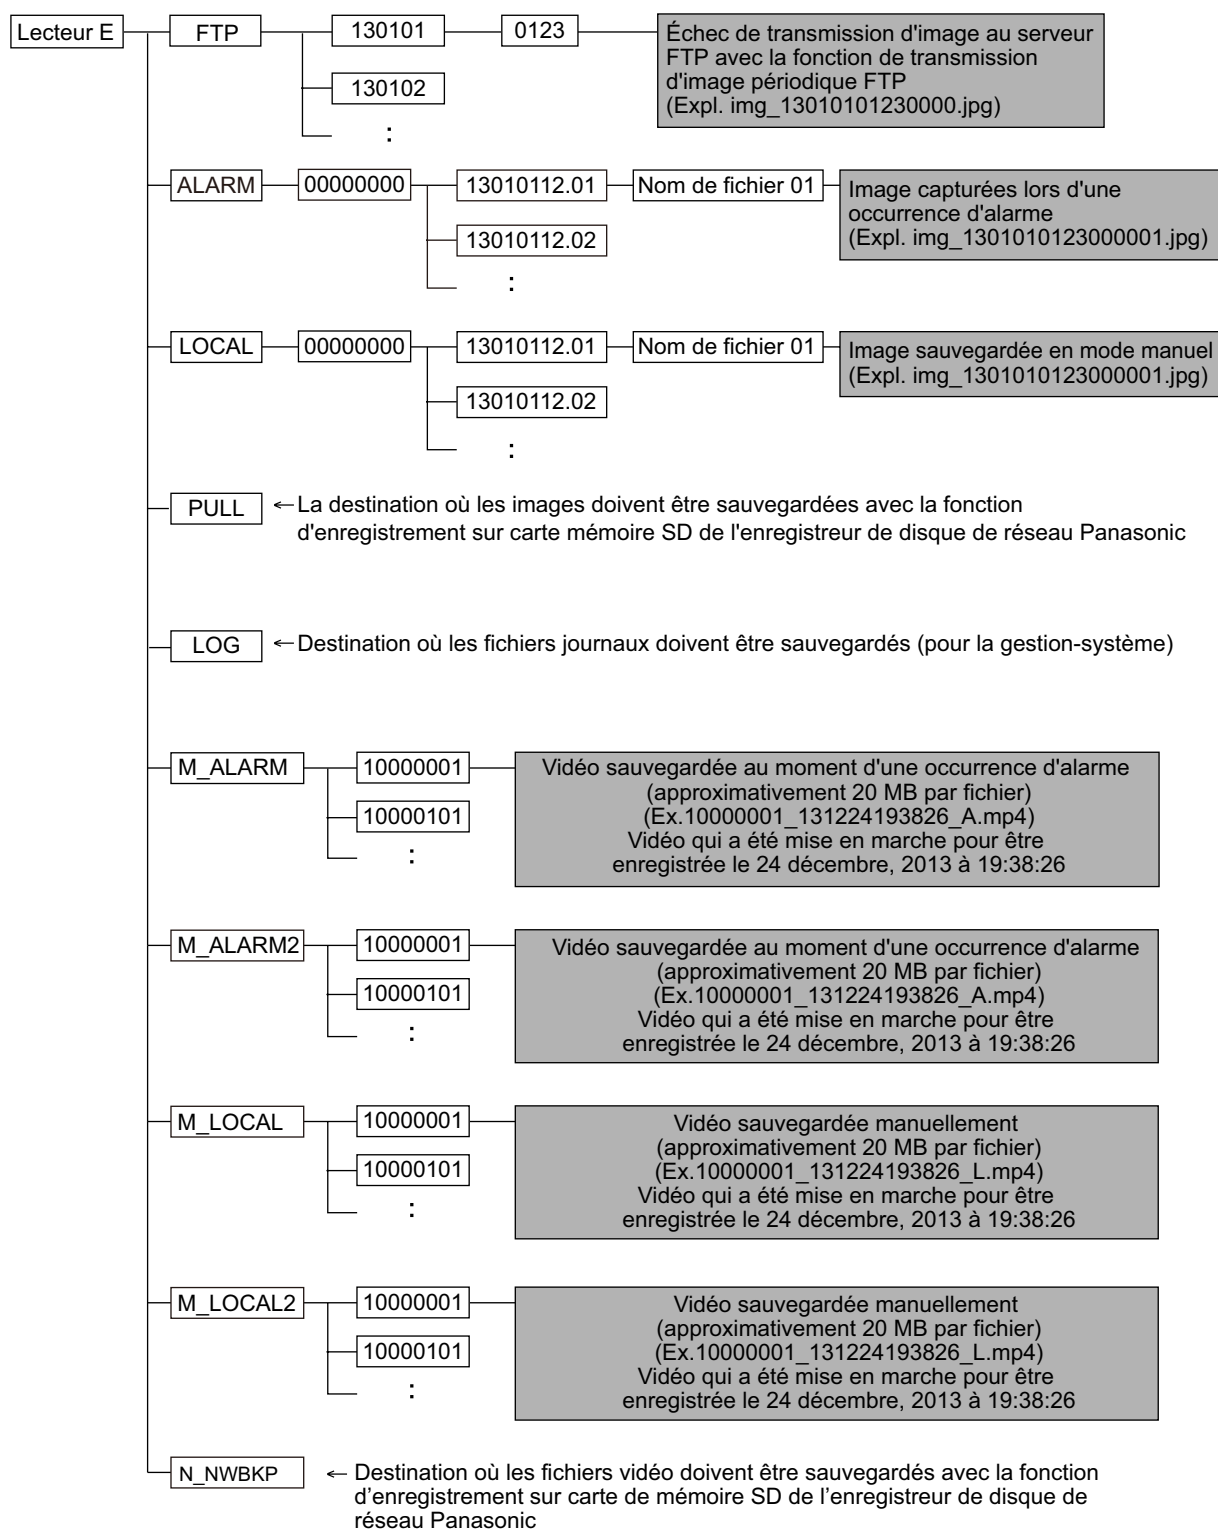 Lecteur E
FTP
130101
0123
Échec de transmission d'image au serveur
FTP avec la fonction de transmission
d'image périodique FTP
(Expl. img_13010101230000.jpg)
130102
:
ALARM
00000000
13010112.01
Nom de fichier 01
Image capturées lors d'une
occurrence d'alarme
(Expl. img_1301010123000001.jpg)
13010112.02
:
LOCAL
00000000
13010112.01
Nom de fichier 01
Image sauvegardée en mode manuel
(Expl. img_1301010123000001.jpg)
13010112.02
:
PULL
←La destination où les images doivent être sauvegardées avec la fonction
d'enregistrement sur carte mémoire SD de l'enregistreur de disque de réseau Panasonic
LOG
←Destination où les fichiers journaux doivent être sauvegardés (pour la gestion-système)
M_ALARM
10000001
Vidéo sauvegardée au moment d'une occurrence d'alarme
(approximativement 20 MB par fichier)
(Ex.10000001_131224193826_A.mp4)
Vidéo qui a été mise en marche pour être
enregistrée le 24 décembre, 2013 à 19:38:26
10000101
:
M_ALARM2
10000001
Vidéo sauvegardée au moment d'une occurrence d'alarme
(approximativement 20 MB par fichier)
(Ex.10000001_131224193826_A.mp4)
Vidéo qui a été mise en marche pour être
enregistrée le 24 décembre, 2013 à 19:38:26
10000101
:
M_LOCAL
10000001
Vidéo sauvegardée manuellement
(approximativement 20 MB par fichier)
(Ex.10000001_131224193826_L.mp4)
Vidéo qui a été mise en marche pour être
enregistrée le 24 décembre, 2013 à 19:38:26
10000101
:
M_LOCAL2
10000001
Vidéo sauvegardée manuellement
(approximativement 20 MB par fichier)
(Ex.10000001_131224193826_L.mp4)
Vidéo qui a été mise en marche pour être
enregistrée le 24 décembre, 2013 à 19:38:26
10000101
:
N_NWBKP
← Destination où les fichiers vidéo doivent être sauvegardés avec la fonction
d’enregistrement sur carte de mémoire SD de l’enregistreur de disque de
réseau Panasonic